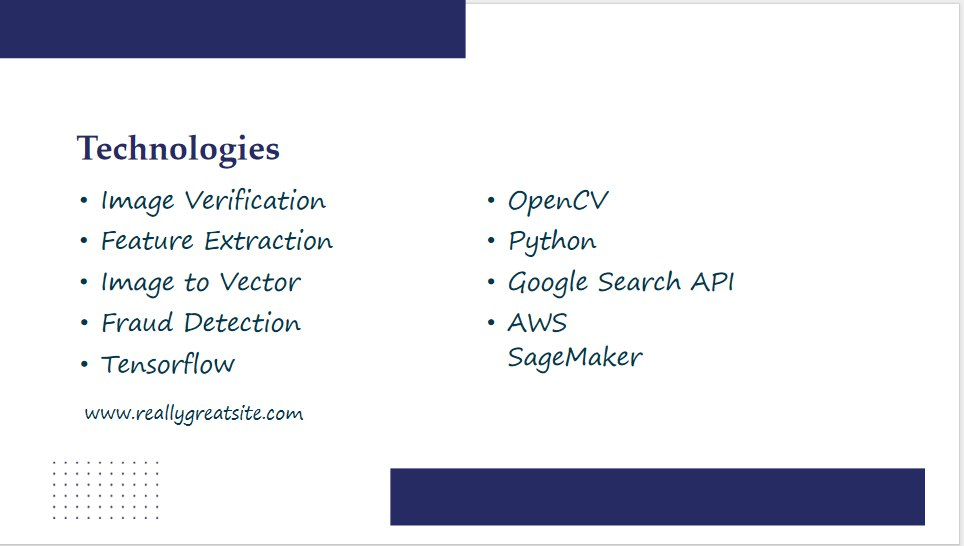 Technologies
• Image Verification
• Feature Extraction
• Image to Vector
• Fraud Detection
• Tensorflow
www.reallygreatsite.com
• OpenCV
• Python
• Google Search API
• AWS
SageMaker